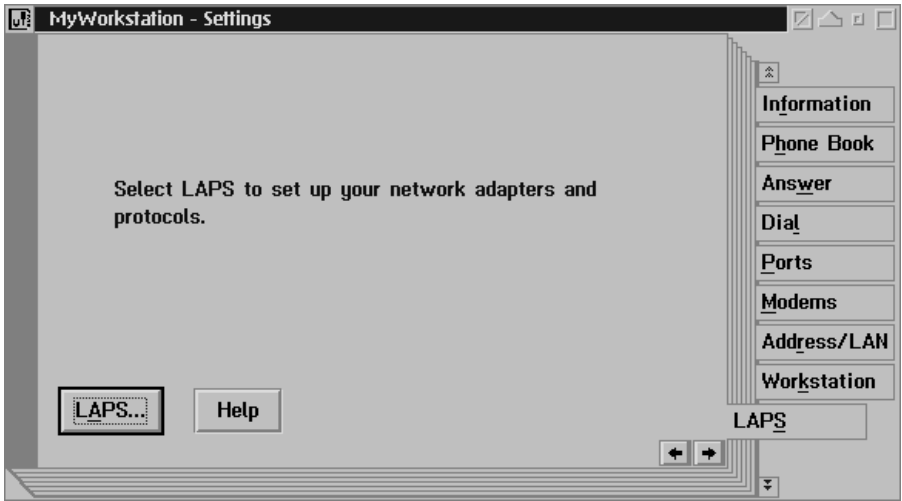 MyWorkstation - Settings
Select LAPS to set up your network adapters and
protocols.
LAPS...
Help
Information
Phone Book
Answer
Dial
Ports
Modems
Address/LAN
Workstation
LAPS